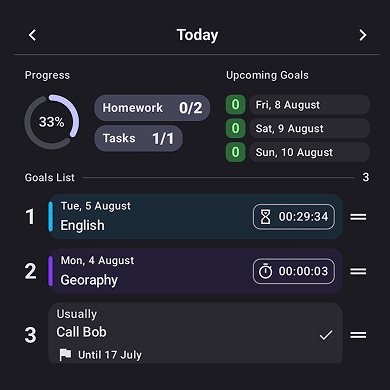 Today
Progress
Upcoming Goals
33%
Homework 0/2
Tasks 1/1
0 Fri, 8 August
0 Sat, 9 August
0 Sun, 10 August
Goals List 3
1
Tue, 5 August
English
00:29:34
2
Mon, 4 August
Georaphy
00:00:03
3
Usually
Call Bob
Until 17 July